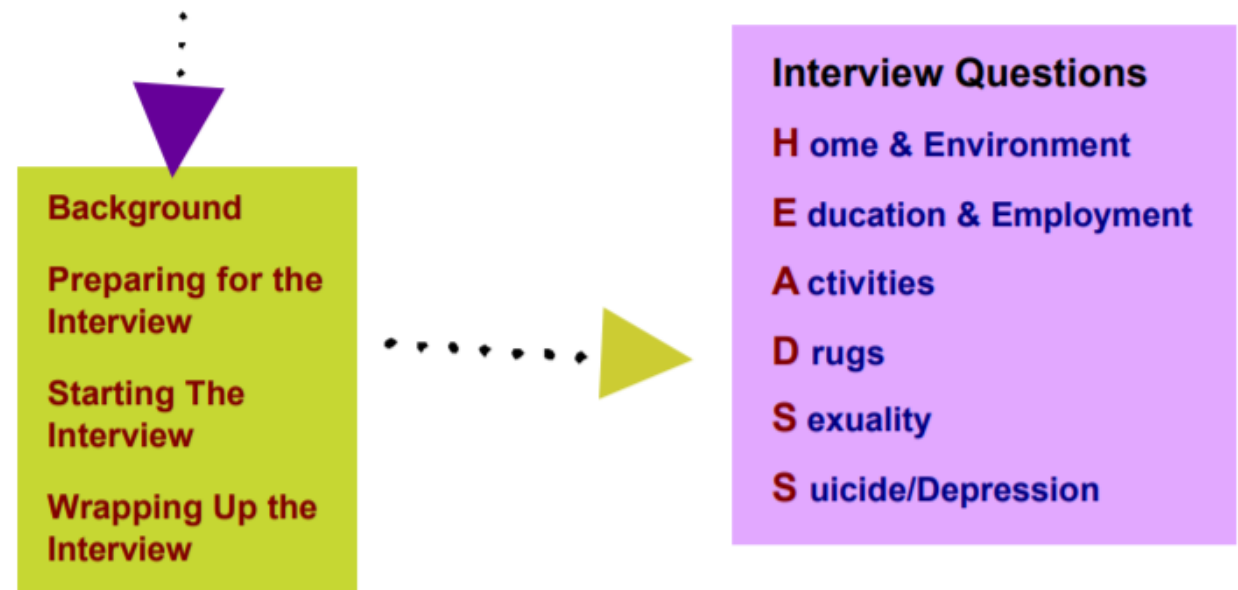 Background
Preparing for the
Interview
Starting The
Interview
Wrapping Up the
Interview
Interview Questions
H ome & Environment
E ducation & Employment
A ctivities
D rugs
S exuality
S uicide/Depression